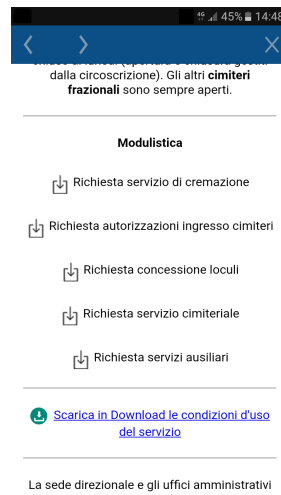 4G 45% 14:48
dalla circoscrizione). Gli altri cimiteri
frazionali sono sempre aperti.
Modulistica
Richiesta servizio di cremazione
Richiesta autorizzazioni ingresso cimiteri
Richiesta concessione loculi
Richiesta servizio cimiteriale
Richiesta servizi ausiliari
Scarica in Download le condizioni d'uso
del servizio
La sede direzionale e gli uffici amministrativi